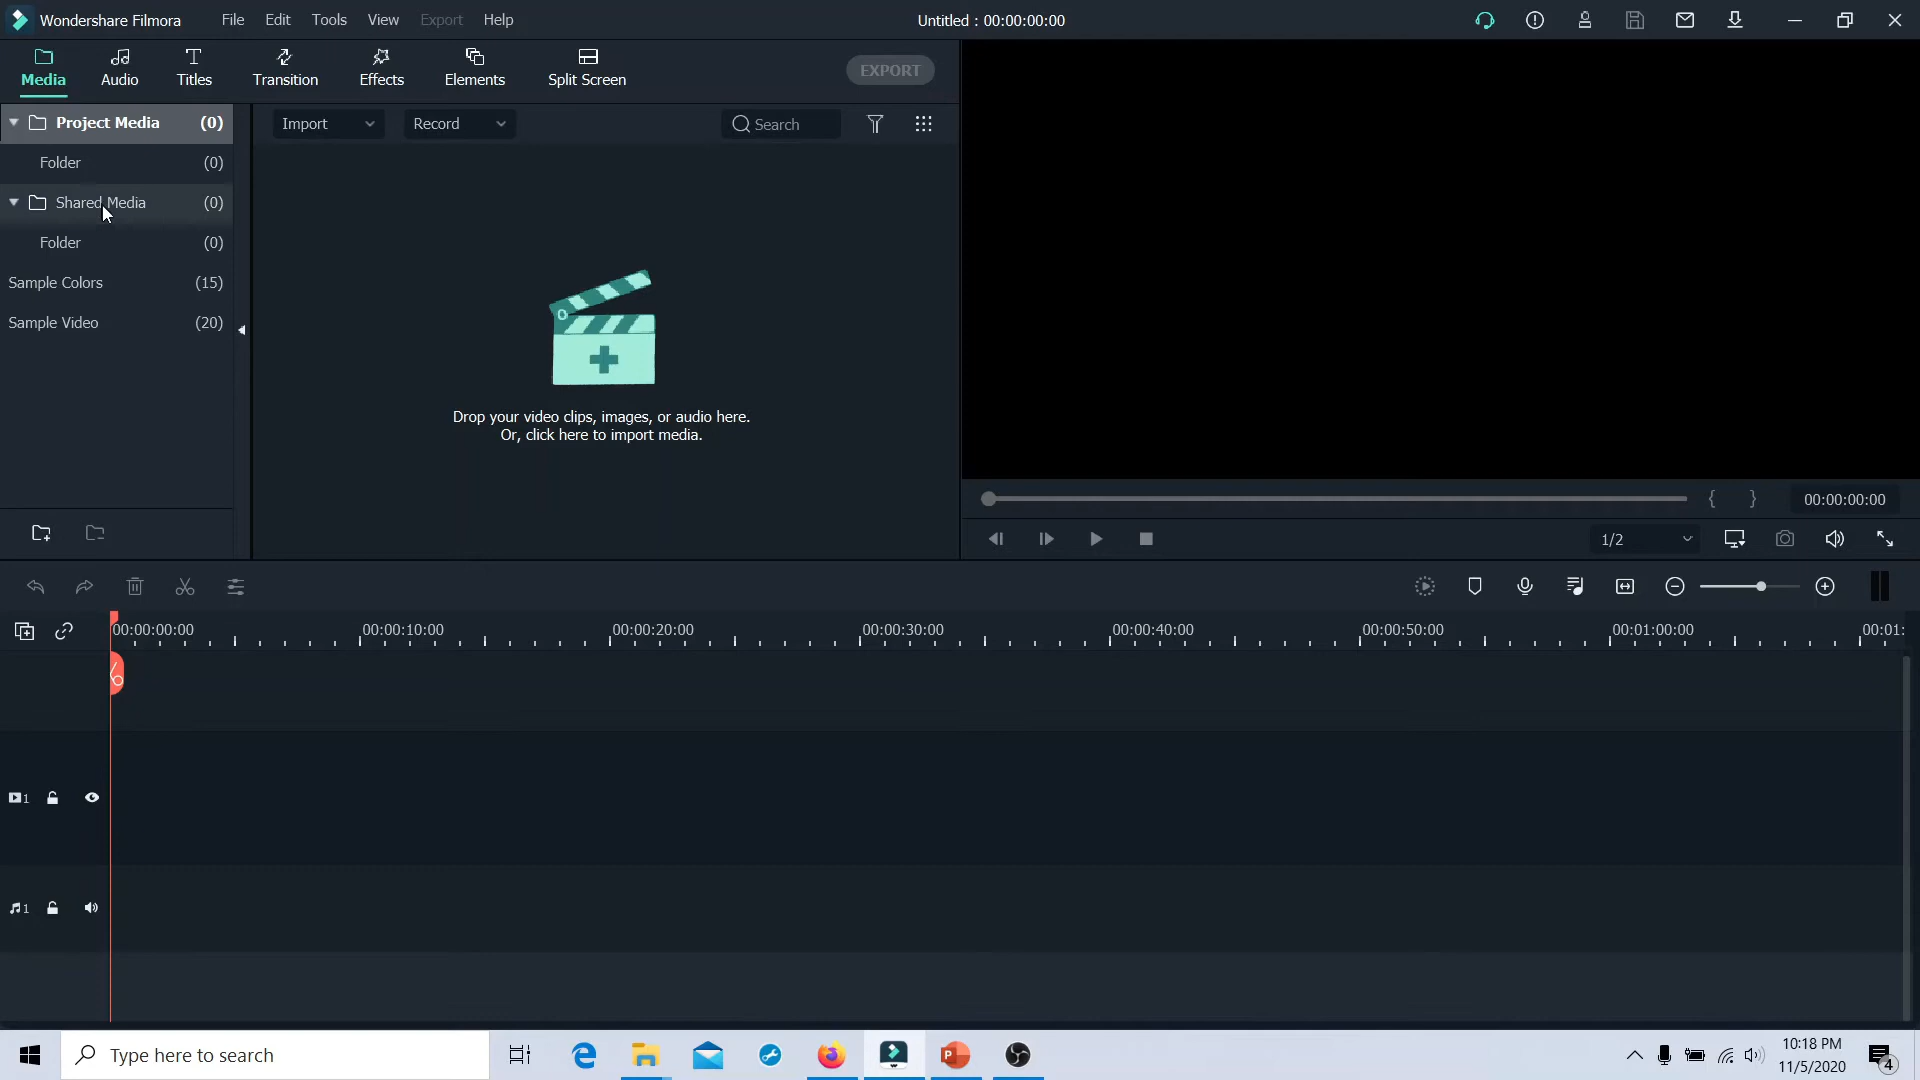 Wondershare Filmora File Edit Tools View Export Help Untitled : 00:00:00:00
Media Audio Titles Transition Effects Elements Split Screen EXPORT
Project Media (0)
Folder (0)
Shared Media (0)
Folder (0)
Sample Colors (15)
Sample Video (20)
Import Record Search
Drop your video clips, images, or audio here.
Or, click here to import media.
{ } 00:00:00:00
1/2
00:00:00:00 00:00:10:00 00:00:20:00 00:00:30:00 00:00:40:00 00:00:50:00 00:01:00:00 00:01:
1
1
Type here to search
10:18 PM
11/5/2020
4